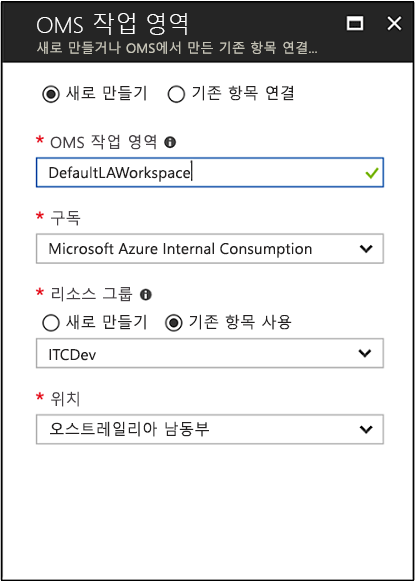 OMS 작업 영역
새로 만들거나 OMS에서 만든 기존 항목 연결...
새로 만들기 기존 항목 연결
* OMS 작업 영역
DefaultLAWorkspace
* 구독
Microsoft Azure Internal Consumption
* 리소스 그룹
새로 만들기 기존 항목 사용
ITCDev
* 위치
오스트레일리아 남동부